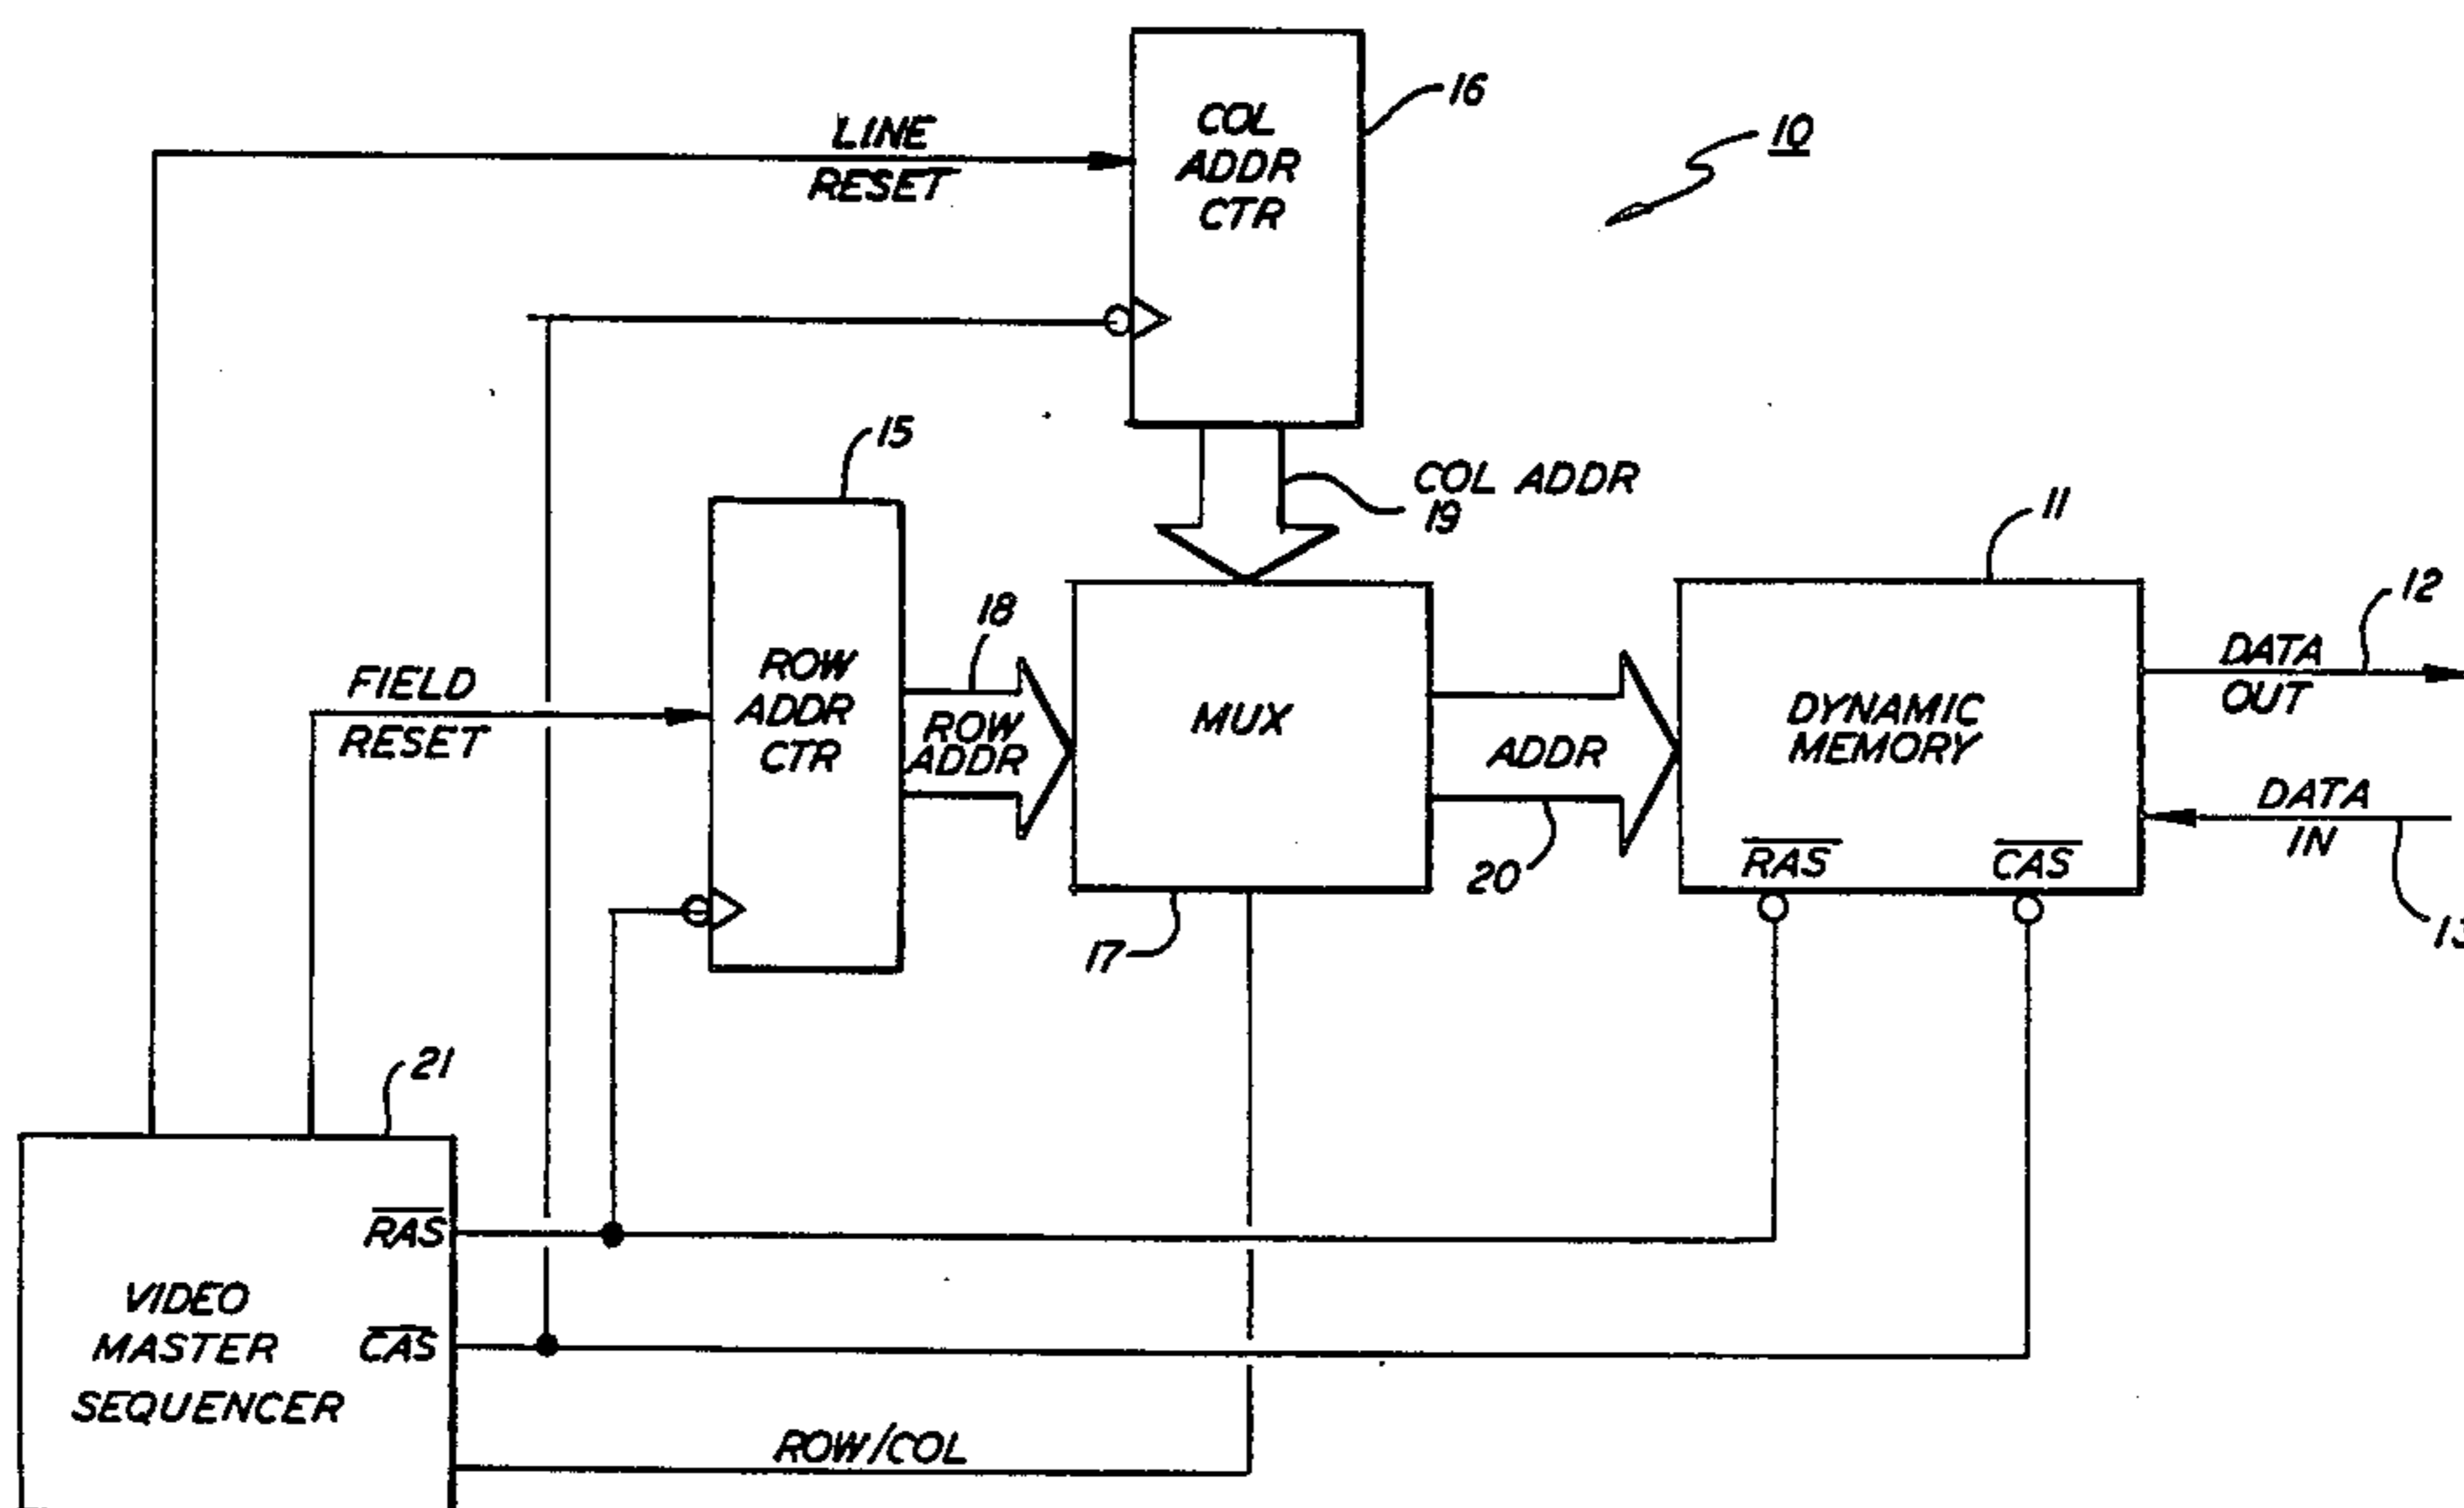 COL
ADDR
CTR
16
10
LINE
RESET
15
COL ADDR
19
11
12
18
ROW
ADDR
CTR
FIELD
RESET
ROW
ADDR
MUX
ADDR
DYNAMIC
MEMORY
DATA
OUT
DATA
IN
RAS
CAS
20
17
21
RAS
CAS
VIDEO
MASTER
SEQUENCER
ROW/COL